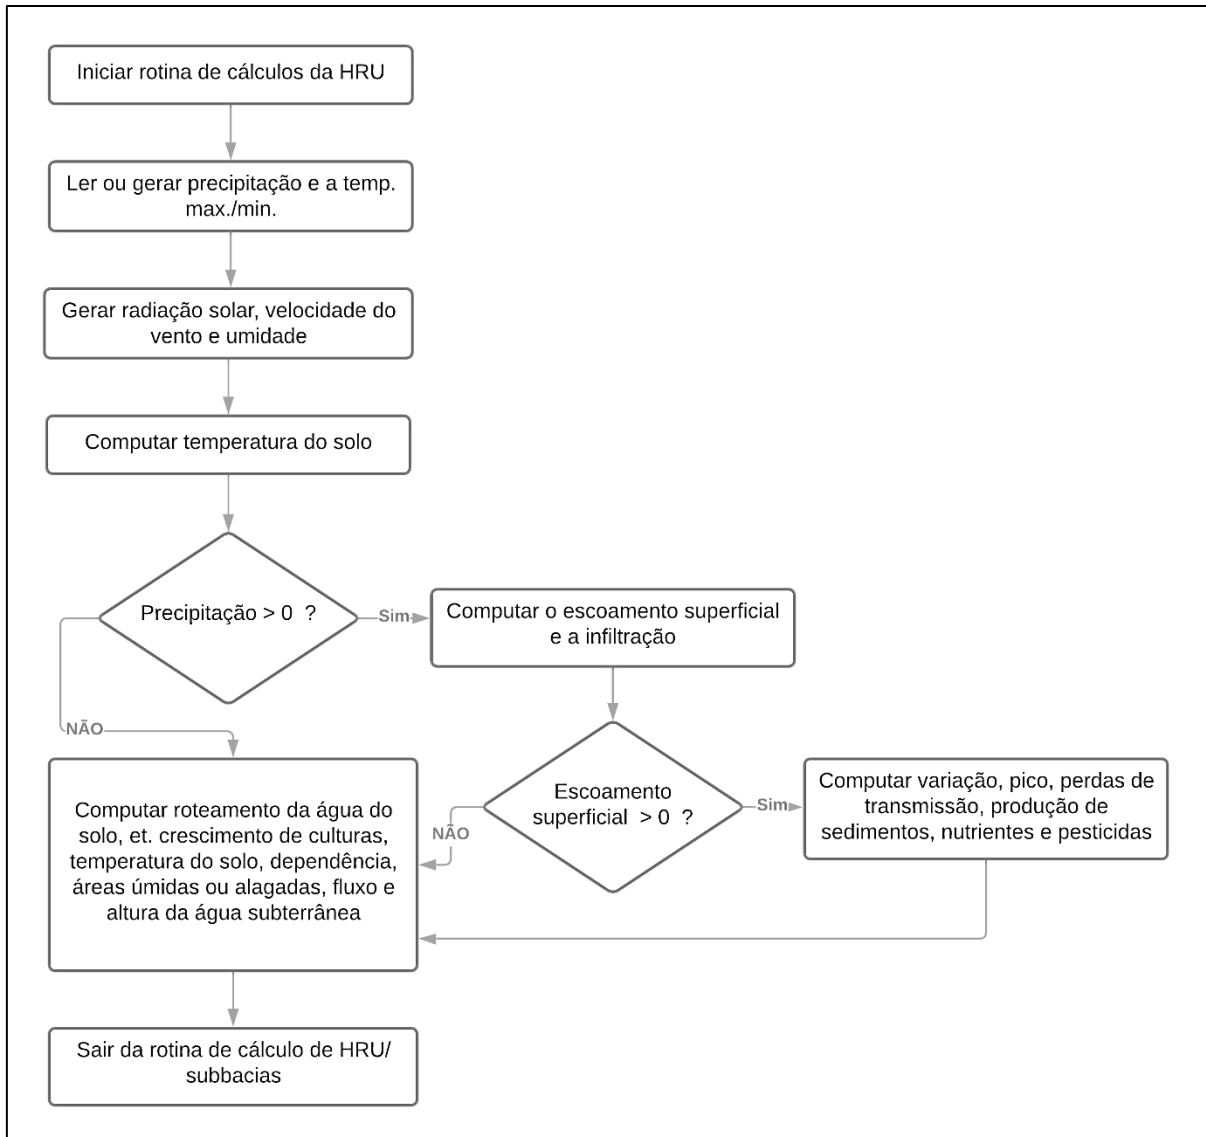 Iniciar rotina de cálculos da HRU
Ler ou gerar precipitação e a temp.
max./min.
Gerar radiação solar, velocidade do
vento e umidade
Computar temperatura do solo
Precipitação > 0 ?
Sim
Computar o escoamento superficial
e a infiltração
NÃO
Escoamento
superficial > 0 ?
Sim
Computar variação, pico, perdas de
transmissão, produção de
sedimentos, nutrientes e pesticidas
NÃO
Computar roteamento da água do
solo, et. crescimento de culturas,
temperatura do solo, dependência,
áreas úmidas ou alagadas, fluxo e
altura da água subterrânea
Sair da rotina de cálculo de HRU/
subbacias